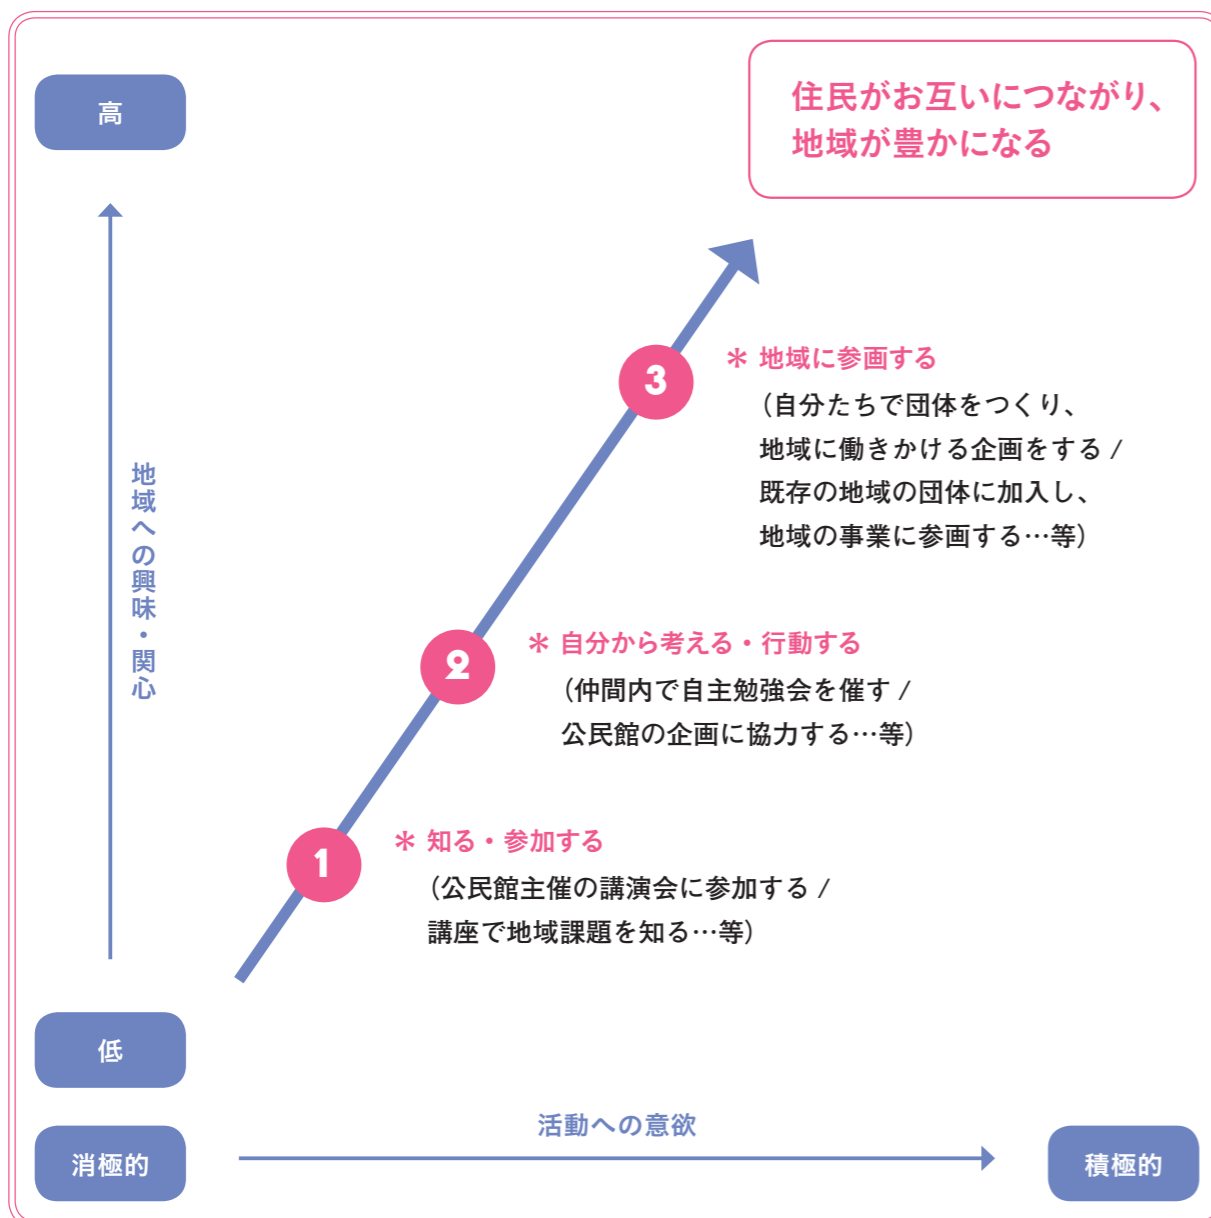 高
住民がお互いにつながり、
地域が豊かになる
地域への興味・関心
3
＊ 地域に参画する
（自分たちで団体をつくり、
地域に働きかける企画をする /
既存の地域の団体に加入し、
地域の事業に参画する…等）
2
＊ 自分から考える・行動する
（仲間内で自主勉強会を催す /
公民館の企画に協力する…等）
1
＊ 知る・参加する
（公民館主催の講演会に参加する /
講座で地域課題を知る…等）
低
消極的
活動への意欲
積極的